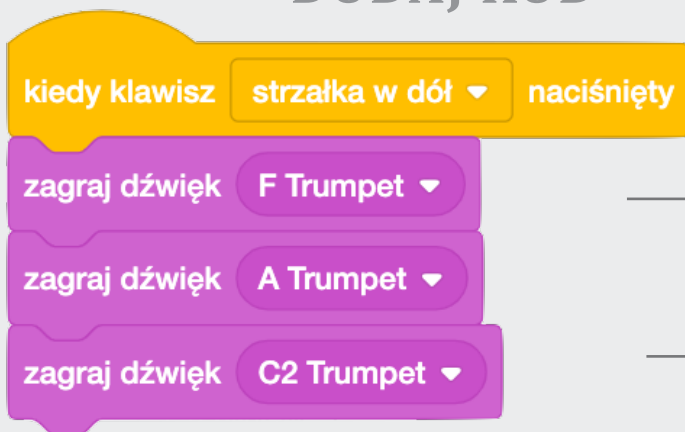 kiedy klawisz strzałka w dół naciśnięty
zagraj dźwięk F Trumpet
zagraj dźwięk A Trumpet
zagraj dźwięk C2 Trumpet